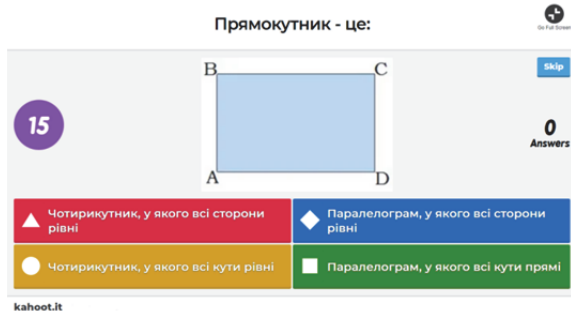 Прямокутник - це:
Go Full Screen
B
C
Skip
15
0
Answers
A
D
Чотирикутник, у якого всі сторони
рівні
Паралелограм, у якого всі сторони
рівні
Чотирикутник, у якого всі кути рівні
Паралелограм, у якого всі кути прямі
kahoot.it